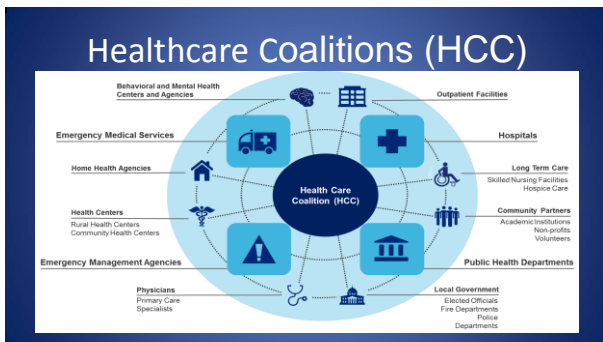 Healthcare Coalitions (HCC)
Behavioral and Mental Health
Centers and Agencies
Outpatient Facilities
Emergency Medical Services
Hospitals
Home Health Agencies
Long Term Care
Skilled Nursing Facilities
Hospice Care
Health Care
Coalition (HCC)
Health Centers
Rural Health Centers
Community Health Centers
Community Partners
Academic Institutions
Non-profits
Volunteers
Emergency Management Agencies
Public Health Departments
Physicians
Primary Care
Specialists
Local Government
Elected Officials
Fire Departments
Police
Departments